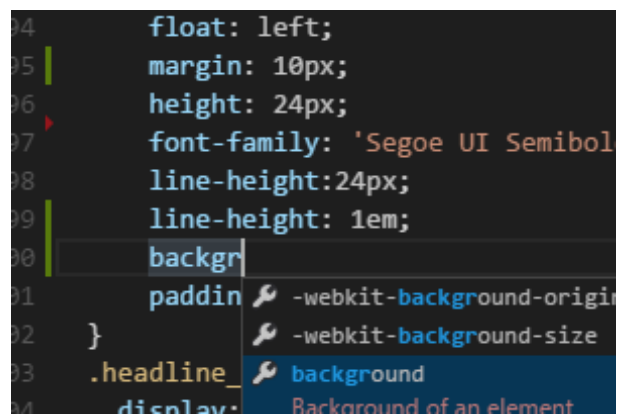 94 float: left;
95 margin: 10px;
96 height: 24px;
97 font-family: 'Segoe UI Semibol
98 line-height:24px;
99 line-height: 1em;
00 backgr
01 paddin -webkit-background-origin
02 } -webkit-background-size
03 .headline_ background
04 display: Background of an element